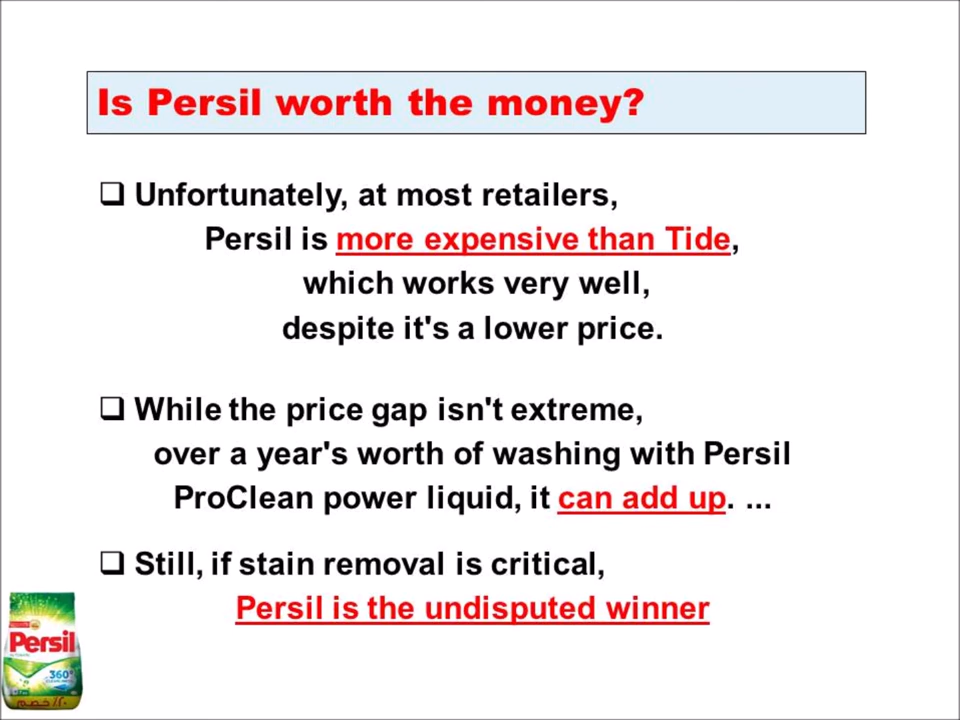 Is Persil worth the money?
Unfortunately, at most retailers,
Persil is more expensive than Tide,
which works very well,
despite it's a lower price.
While the price gap isn't extreme,
over a year's worth of washing with Persil
ProClean power liquid, it can add up. ...
Still, if stain removal is critical,
Persil is the undisputed winner
Persil
360°
٢٠٪ خصم